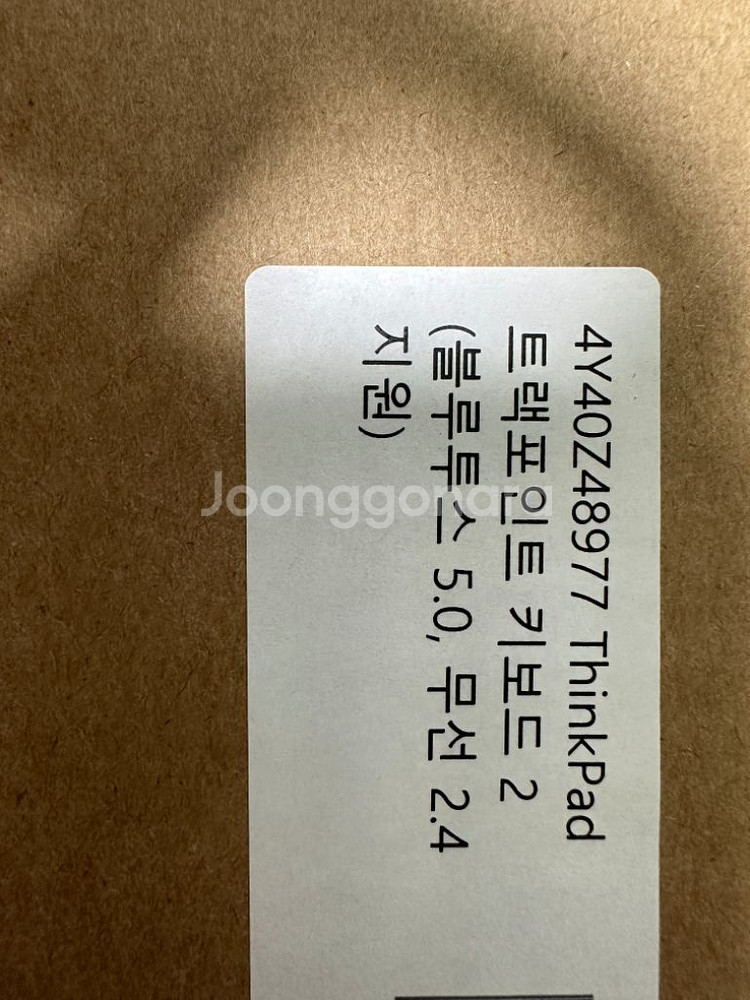 4Y40Z48977 ThinkPad
트랙포인트 키보드 2
(블루투스 5.0, 무선 2.4
지원)
Joonggonara